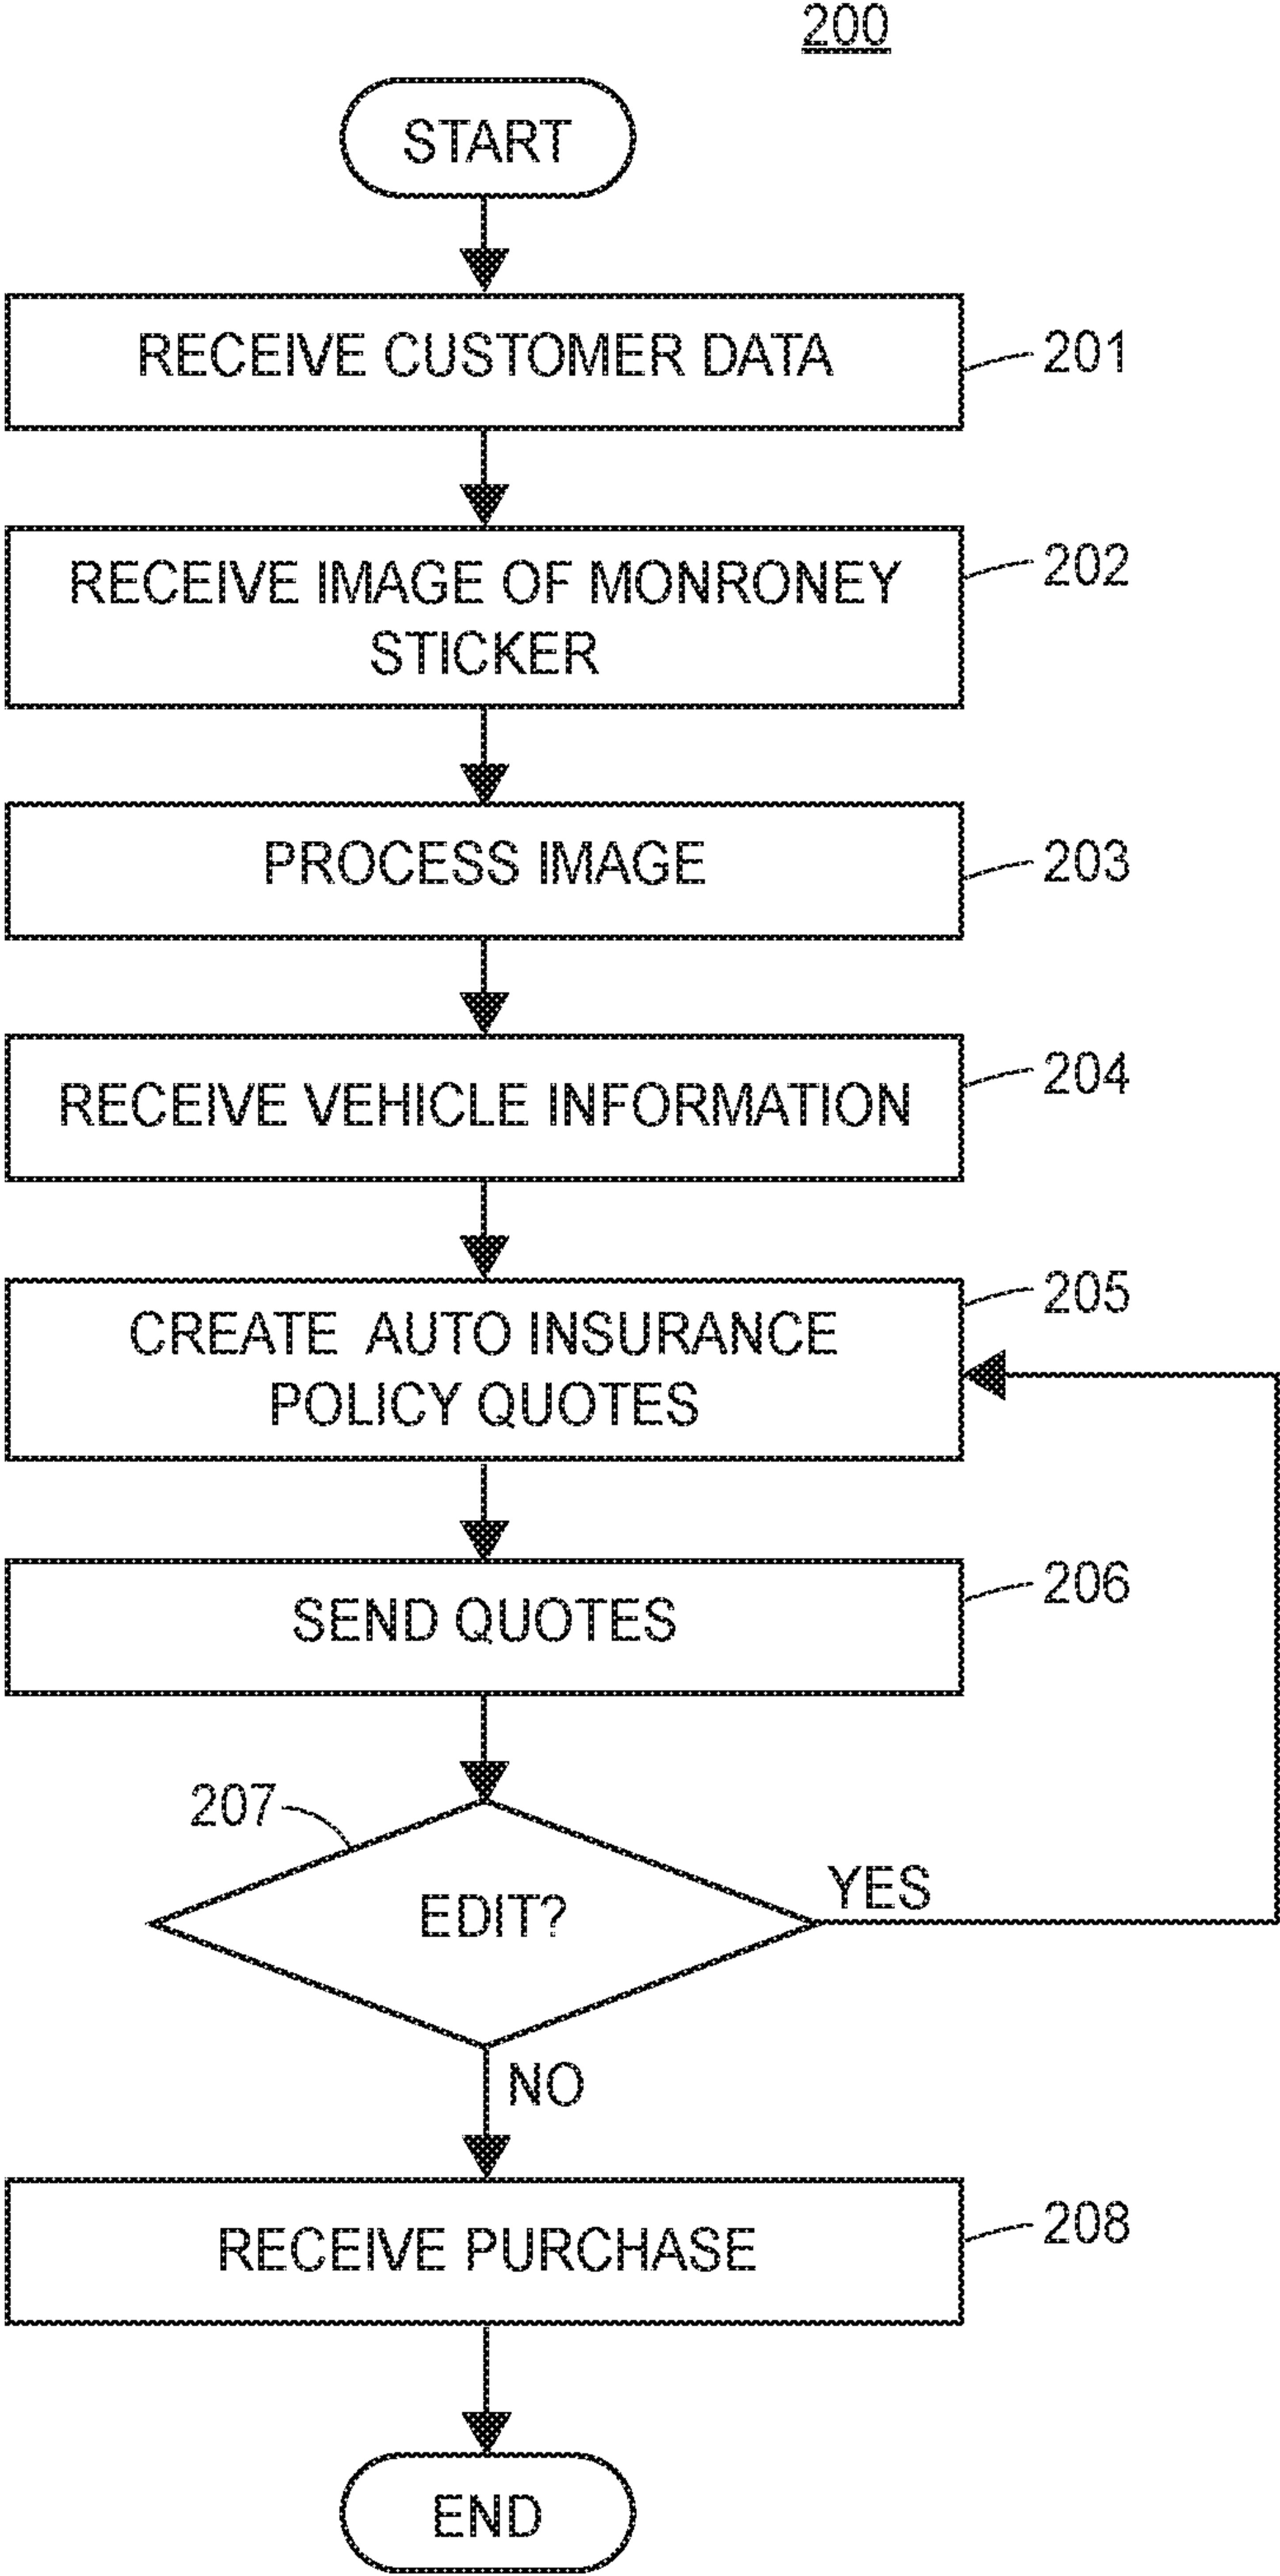 200
START
RECEIVE CUSTOMER DATA
201
RECEIVE IMAGE OF MONRONEY
STICKER
202
PROCESS IMAGE
203
RECEIVE VEHICLE INFORMATION
204
CREATE AUTO INSURANCE
POLICY QUOTES
205
SEND QUOTES
206
207
EDIT?
YES
NO
RECEIVE PURCHASE
208
END